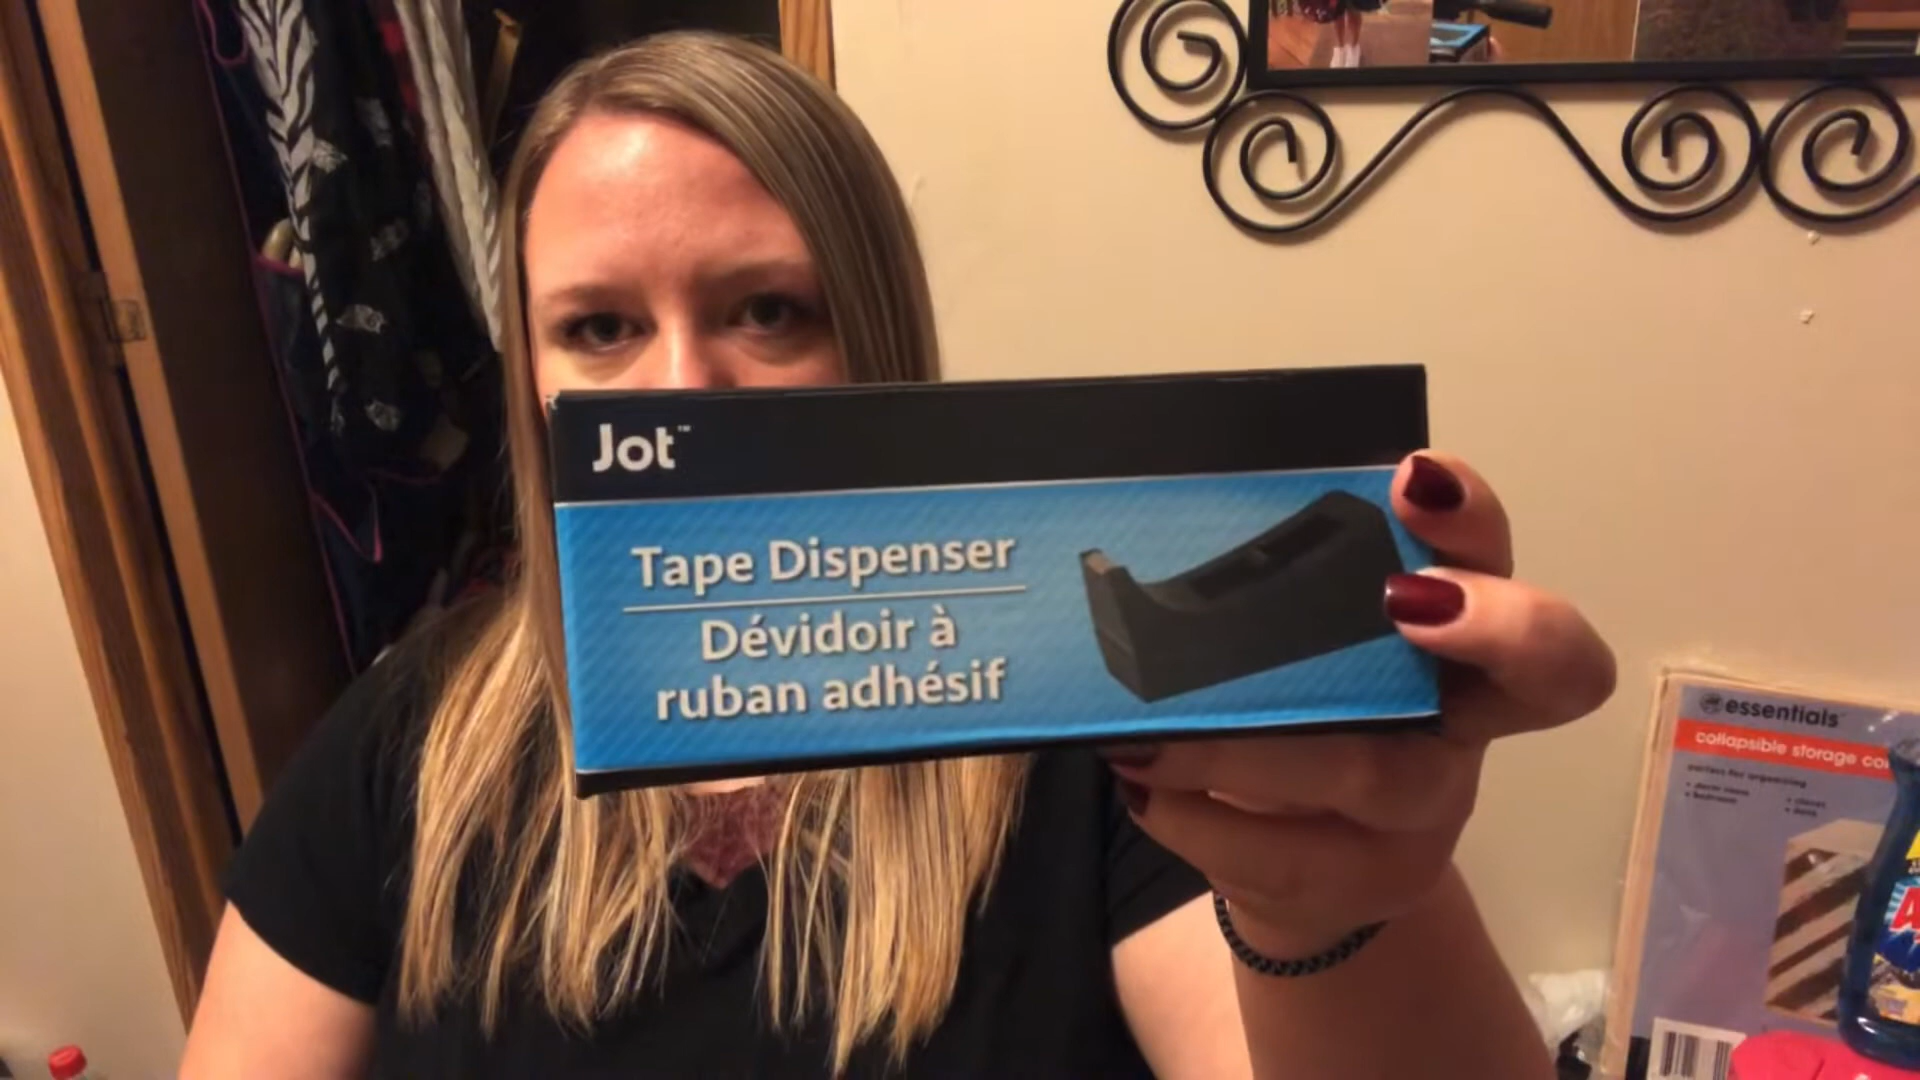 Jot™
Tape Dispenser
Dévidoir à
ruban adhésif
essentials
collapsible storage co
perfect for organizing